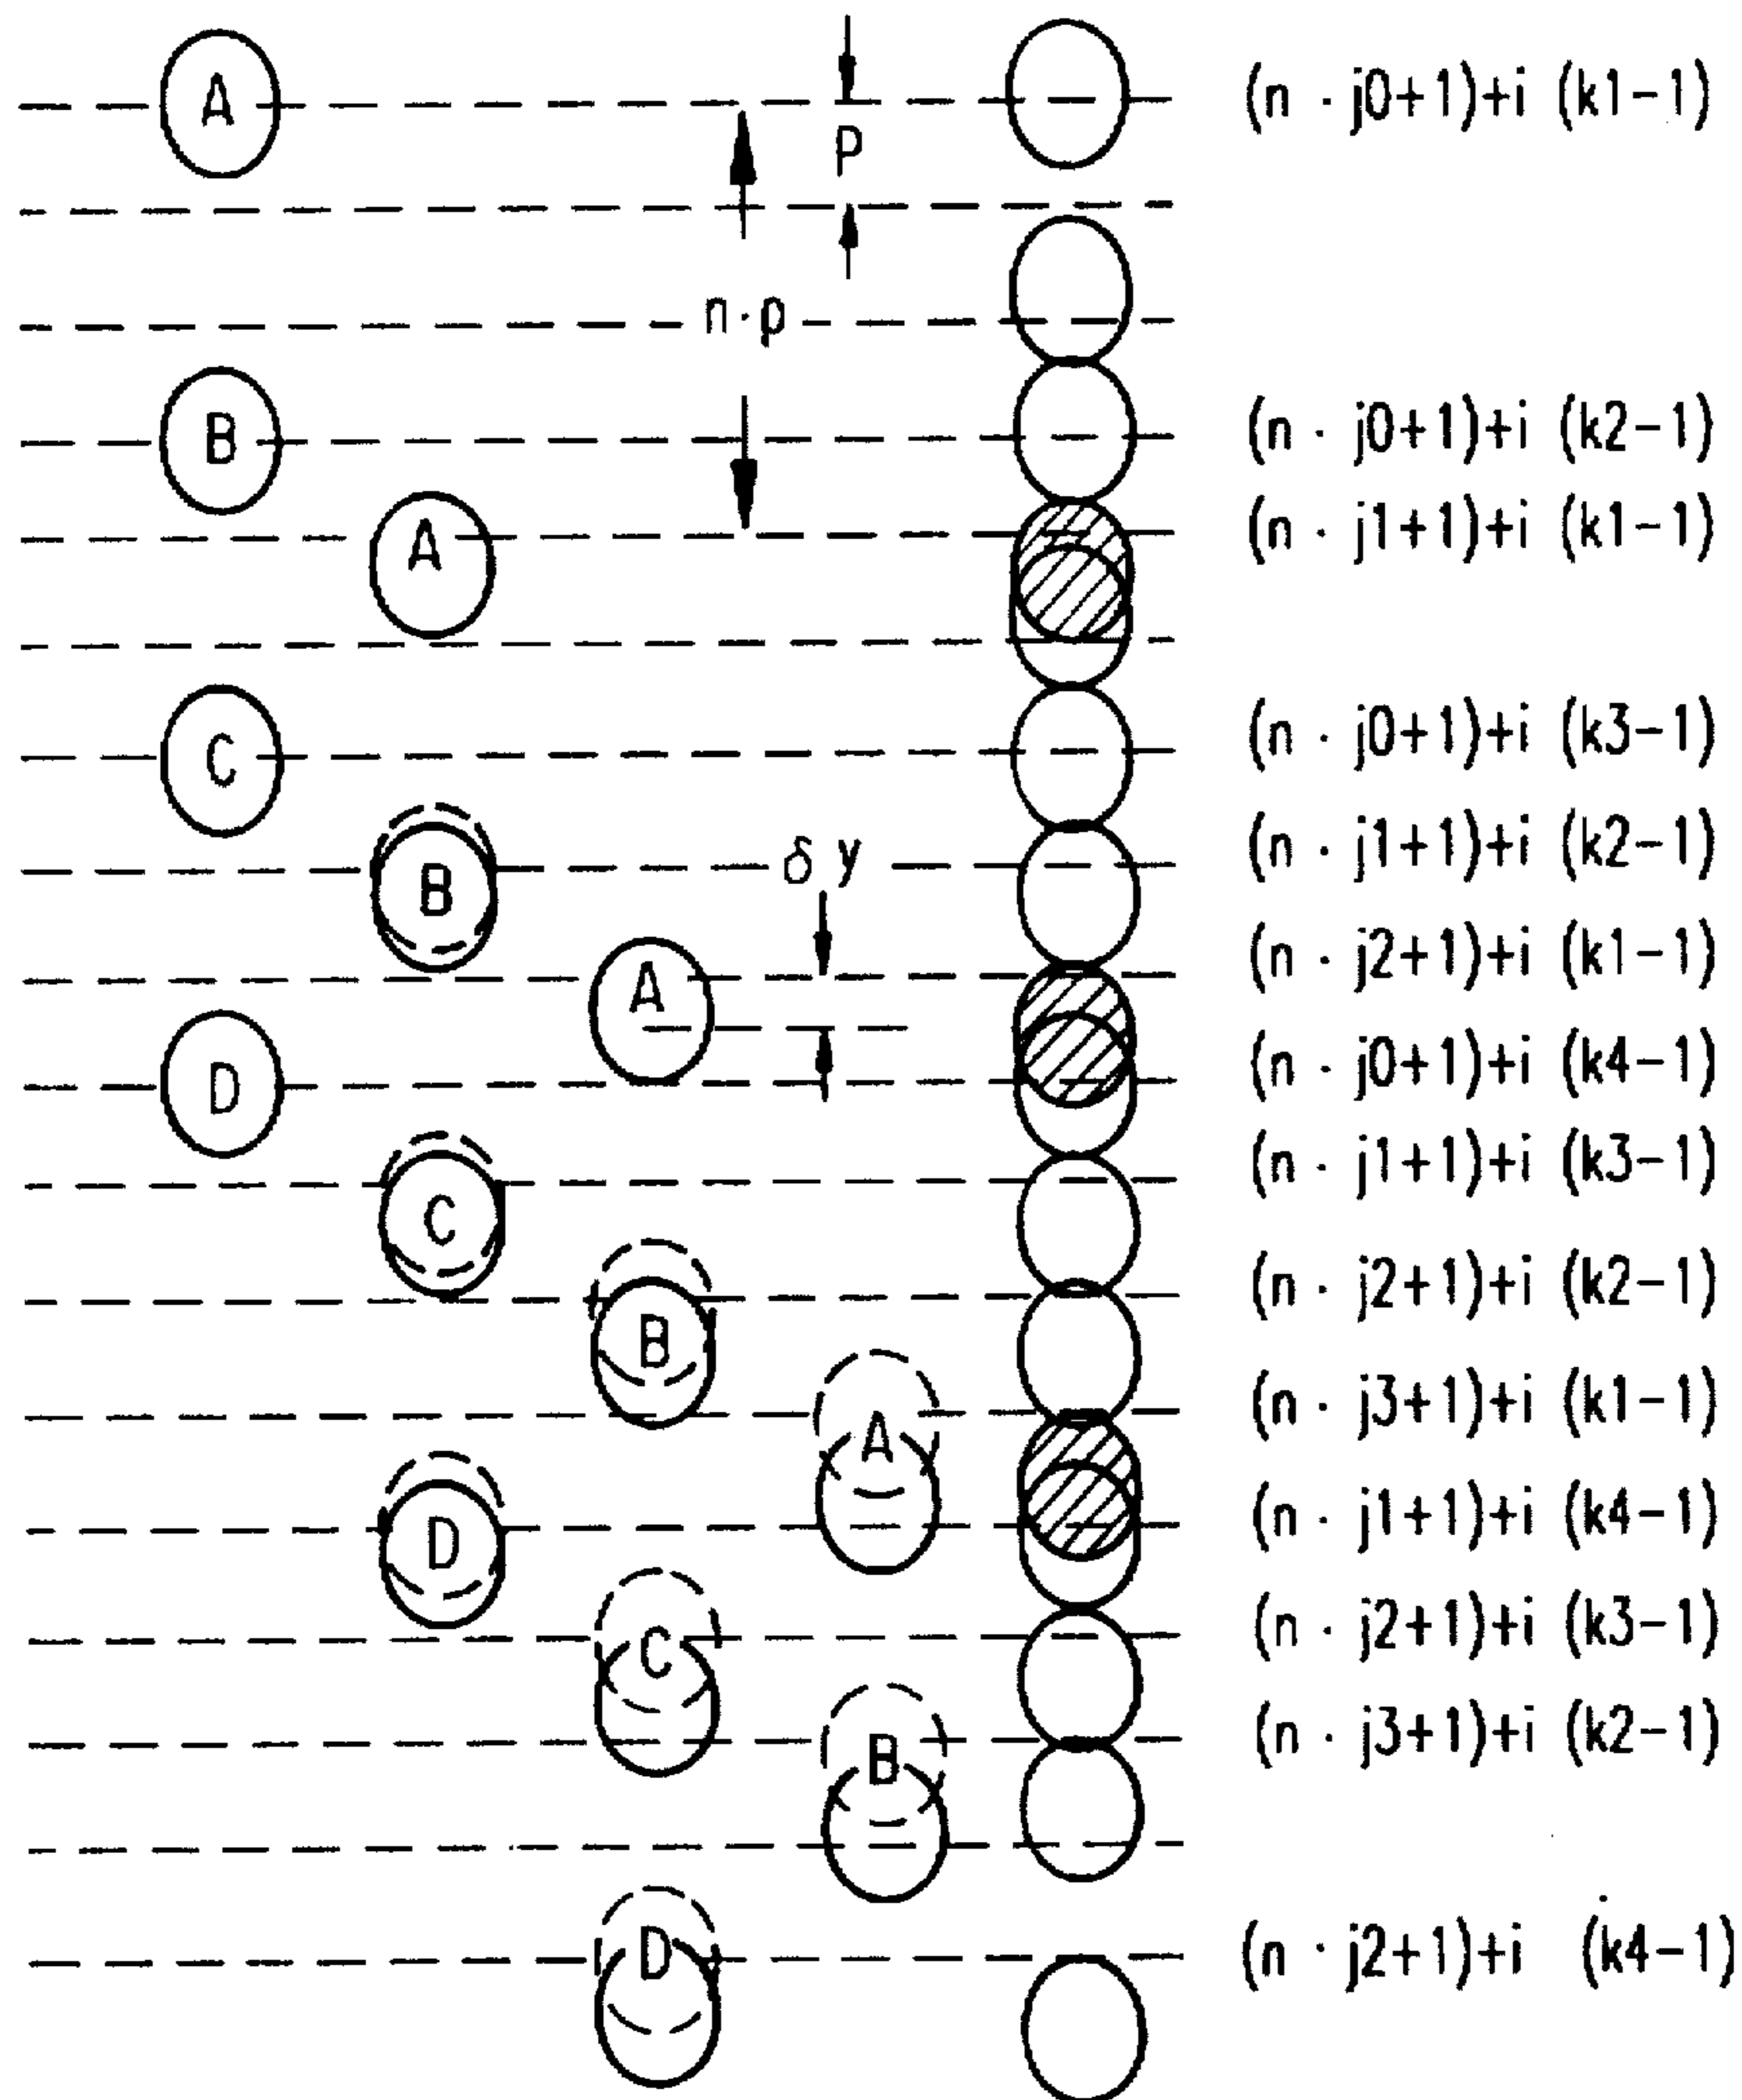 A (n · j0+1)+i (k1-1)
P
n·p
B (n · j0+1)+i (k2-1)
A (n · j1+1)+i (k1-1)
C (n · j0+1)+i (k3-1)
B δ y (n · j1+1)+i (k2-1)
A (n · j2+1)+i (k1-1)
D (n · j0+1)+i (k4-1)
C (n · j1+1)+i (k3-1)
B (n · j2+1)+i (k2-1)
A (n · j3+1)+i (k1-1)
D (n · j1+1)+i (k4-1)
C (n · j2+1)+i (k3-1)
B (n · j3+1)+i (k2-1)
D (n · j2+1)+i (k4-1)